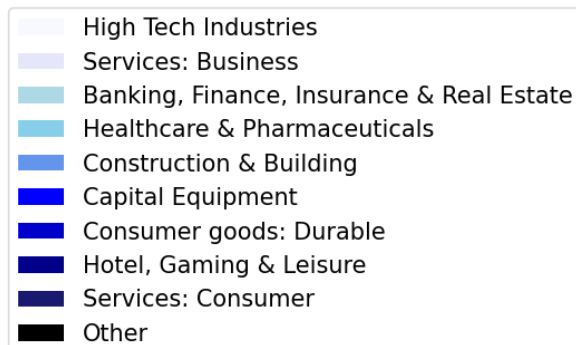 High Tech Industries
Services: Business
Banking, Finance, Insurance & Real Estate
Healthcare & Pharmaceuticals
Construction & Building
Capital Equipment
Consumer goods: Durable
Hotel, Gaming & Leisure
Services: Consumer
Other